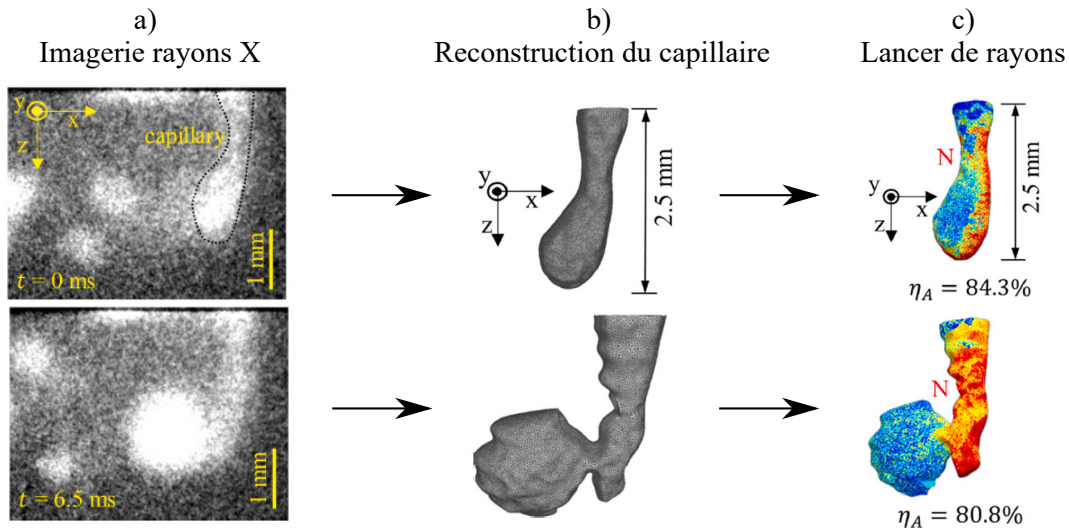 a)
Imagerie rayons X
b)
Reconstruction du capillaire
c)
Lancer de rayons
y
x
z
capillary
t = 0 ms
1 mm
y
x
z
2.5 mm
N
y
x
z
2.5 mm
η_A = 84.3%
t = 6.5 ms
1 mm
N
η_A = 80.8%